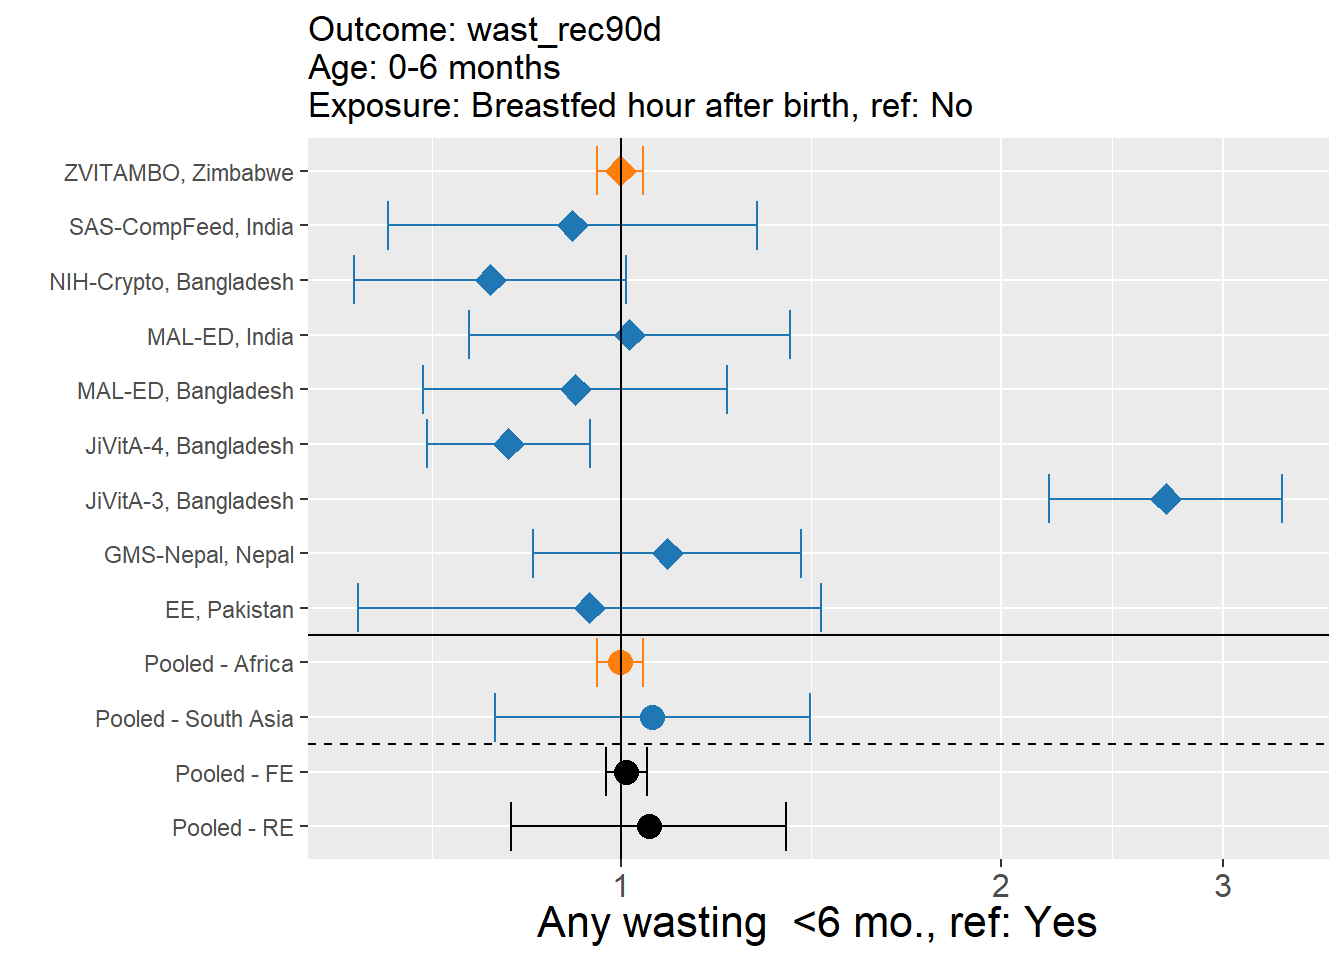 Outcome: wast_rec90d
Age: 0-6 months
Exposure: Breastfed hour after birth, ref: No
ZVITAMBO, Zimbabwe
SAS-CompFeed, India
NIH-Crypto, Bangladesh
MAL-ED, India
MAL-ED, Bangladesh
JiVitA-4, Bangladesh
JiVitA-3, Bangladesh
GMS-Nepal, Nepal
EE, Pakistan
Pooled - Africa
Pooled - South Asia
Pooled - FE
Pooled - RE
1 2 3
Any wasting  <6 mo., ref: Yes